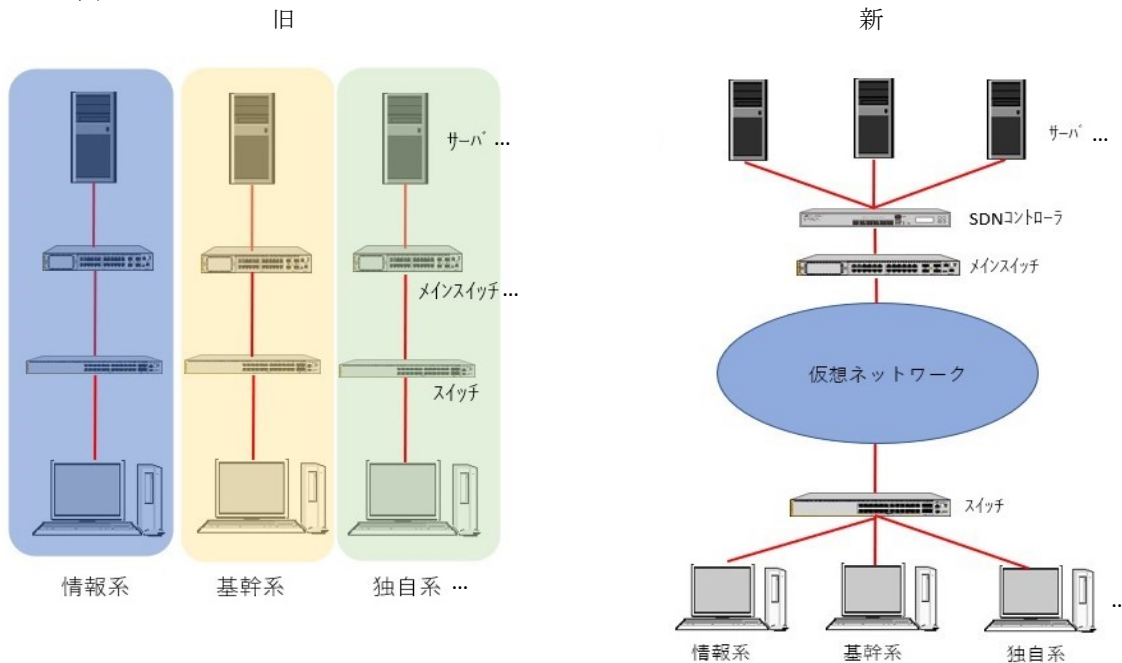 旧
サーバ …
メインスイッチ …
スイッチ
情報系
基幹系
独自系 …
新
サーバ …
SDNコントローラ
メインスイッチ
仮想ネットワーク
スイッチ
情報系
基幹系
独自系
..